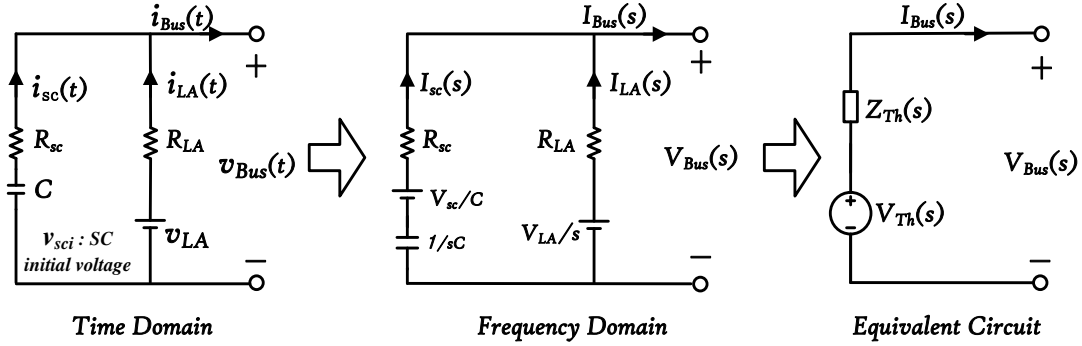 i_Bus(t)
+
i_sc(t)
i_LA(t)
R_sc
R_LA
v_Bus(t)
C
v_LA
v_sci : SC
initial voltage
−
Time Domain
I_Bus(s)
+
I_sc(s)
I_LA(s)
R_sc
R_LA
V_Bus(s)
V_sc/C
V_LA/s
1/sC
−
Frequency Domain
I_Bus(s)
+
Z_Th(s)
V_Bus(s)
+
V_Th(s)
−
−
Equivalent Circuit